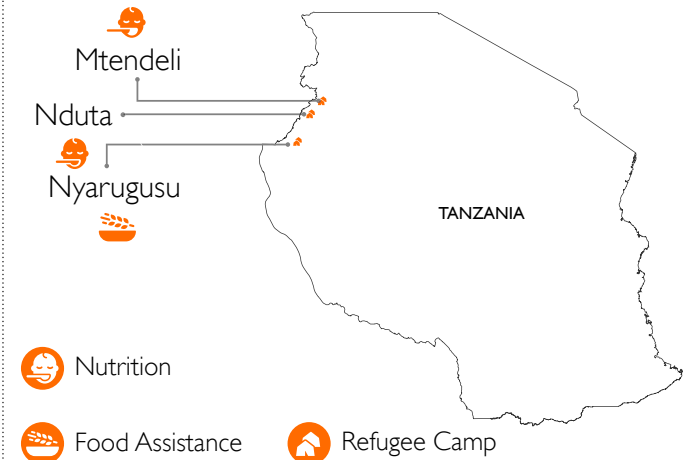 Mtendeli
Nduta
Nyarugusu
TANZANIA
Nutrition
Food Assistance
Refugee Camp